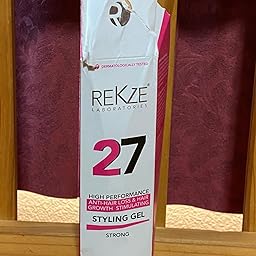 DERMATOLOGICALLY TESTED
REKZE
LABORATORIES
27
HIGH PERFORMANCE
ANTI-HAIR LOSS & HAIR
GROWTH STIMULATING
STYLING GEL
STRONG